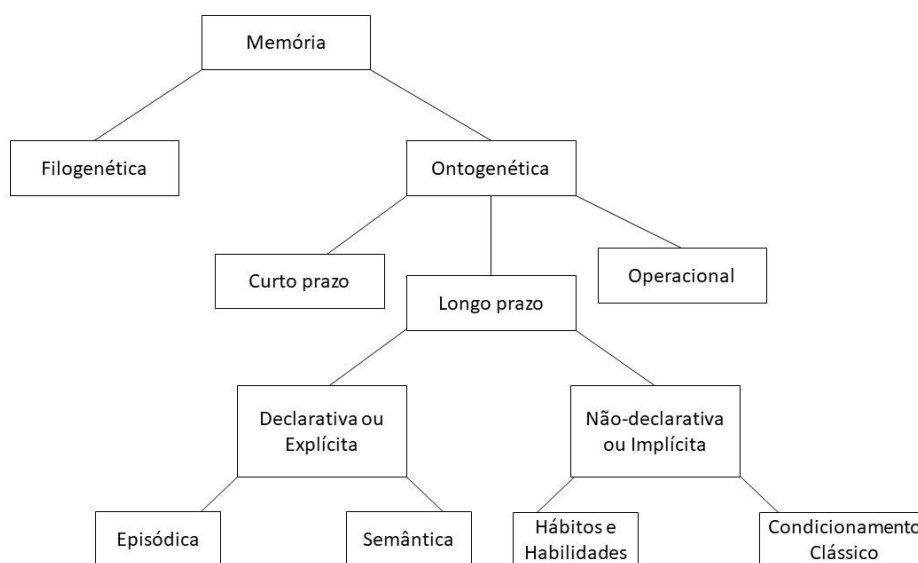 Memória
Filogenética
Ontogenética
Curto prazo
Operacional
Longo prazo
Declarativa ou
Explícita
Não-declarativa
ou Implícita
Episódica
Semântica
Hábitos e
Habilidades
Condicionamento
Clássico